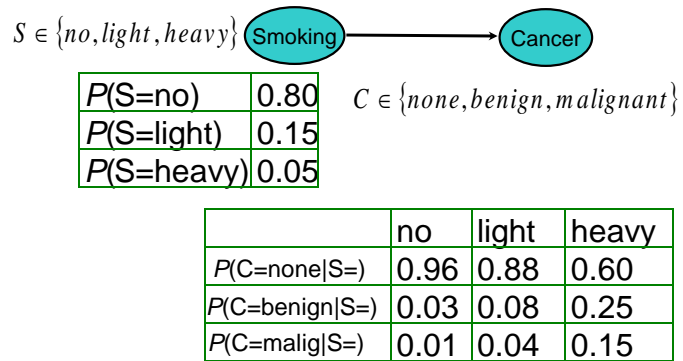 S ∈ {no, light, heavy} Smoking Cancer
P(S=no) 0.80
C ∈ {none, benign, malignant}
P(S=light) 0.15
P(S=heavy) 0.05
no light heavy
P(C=none|S=) 0.96 0.88 0.60
P(C=benign|S=) 0.03 0.08 0.25
P(C=malig|S=) 0.01 0.04 0.15